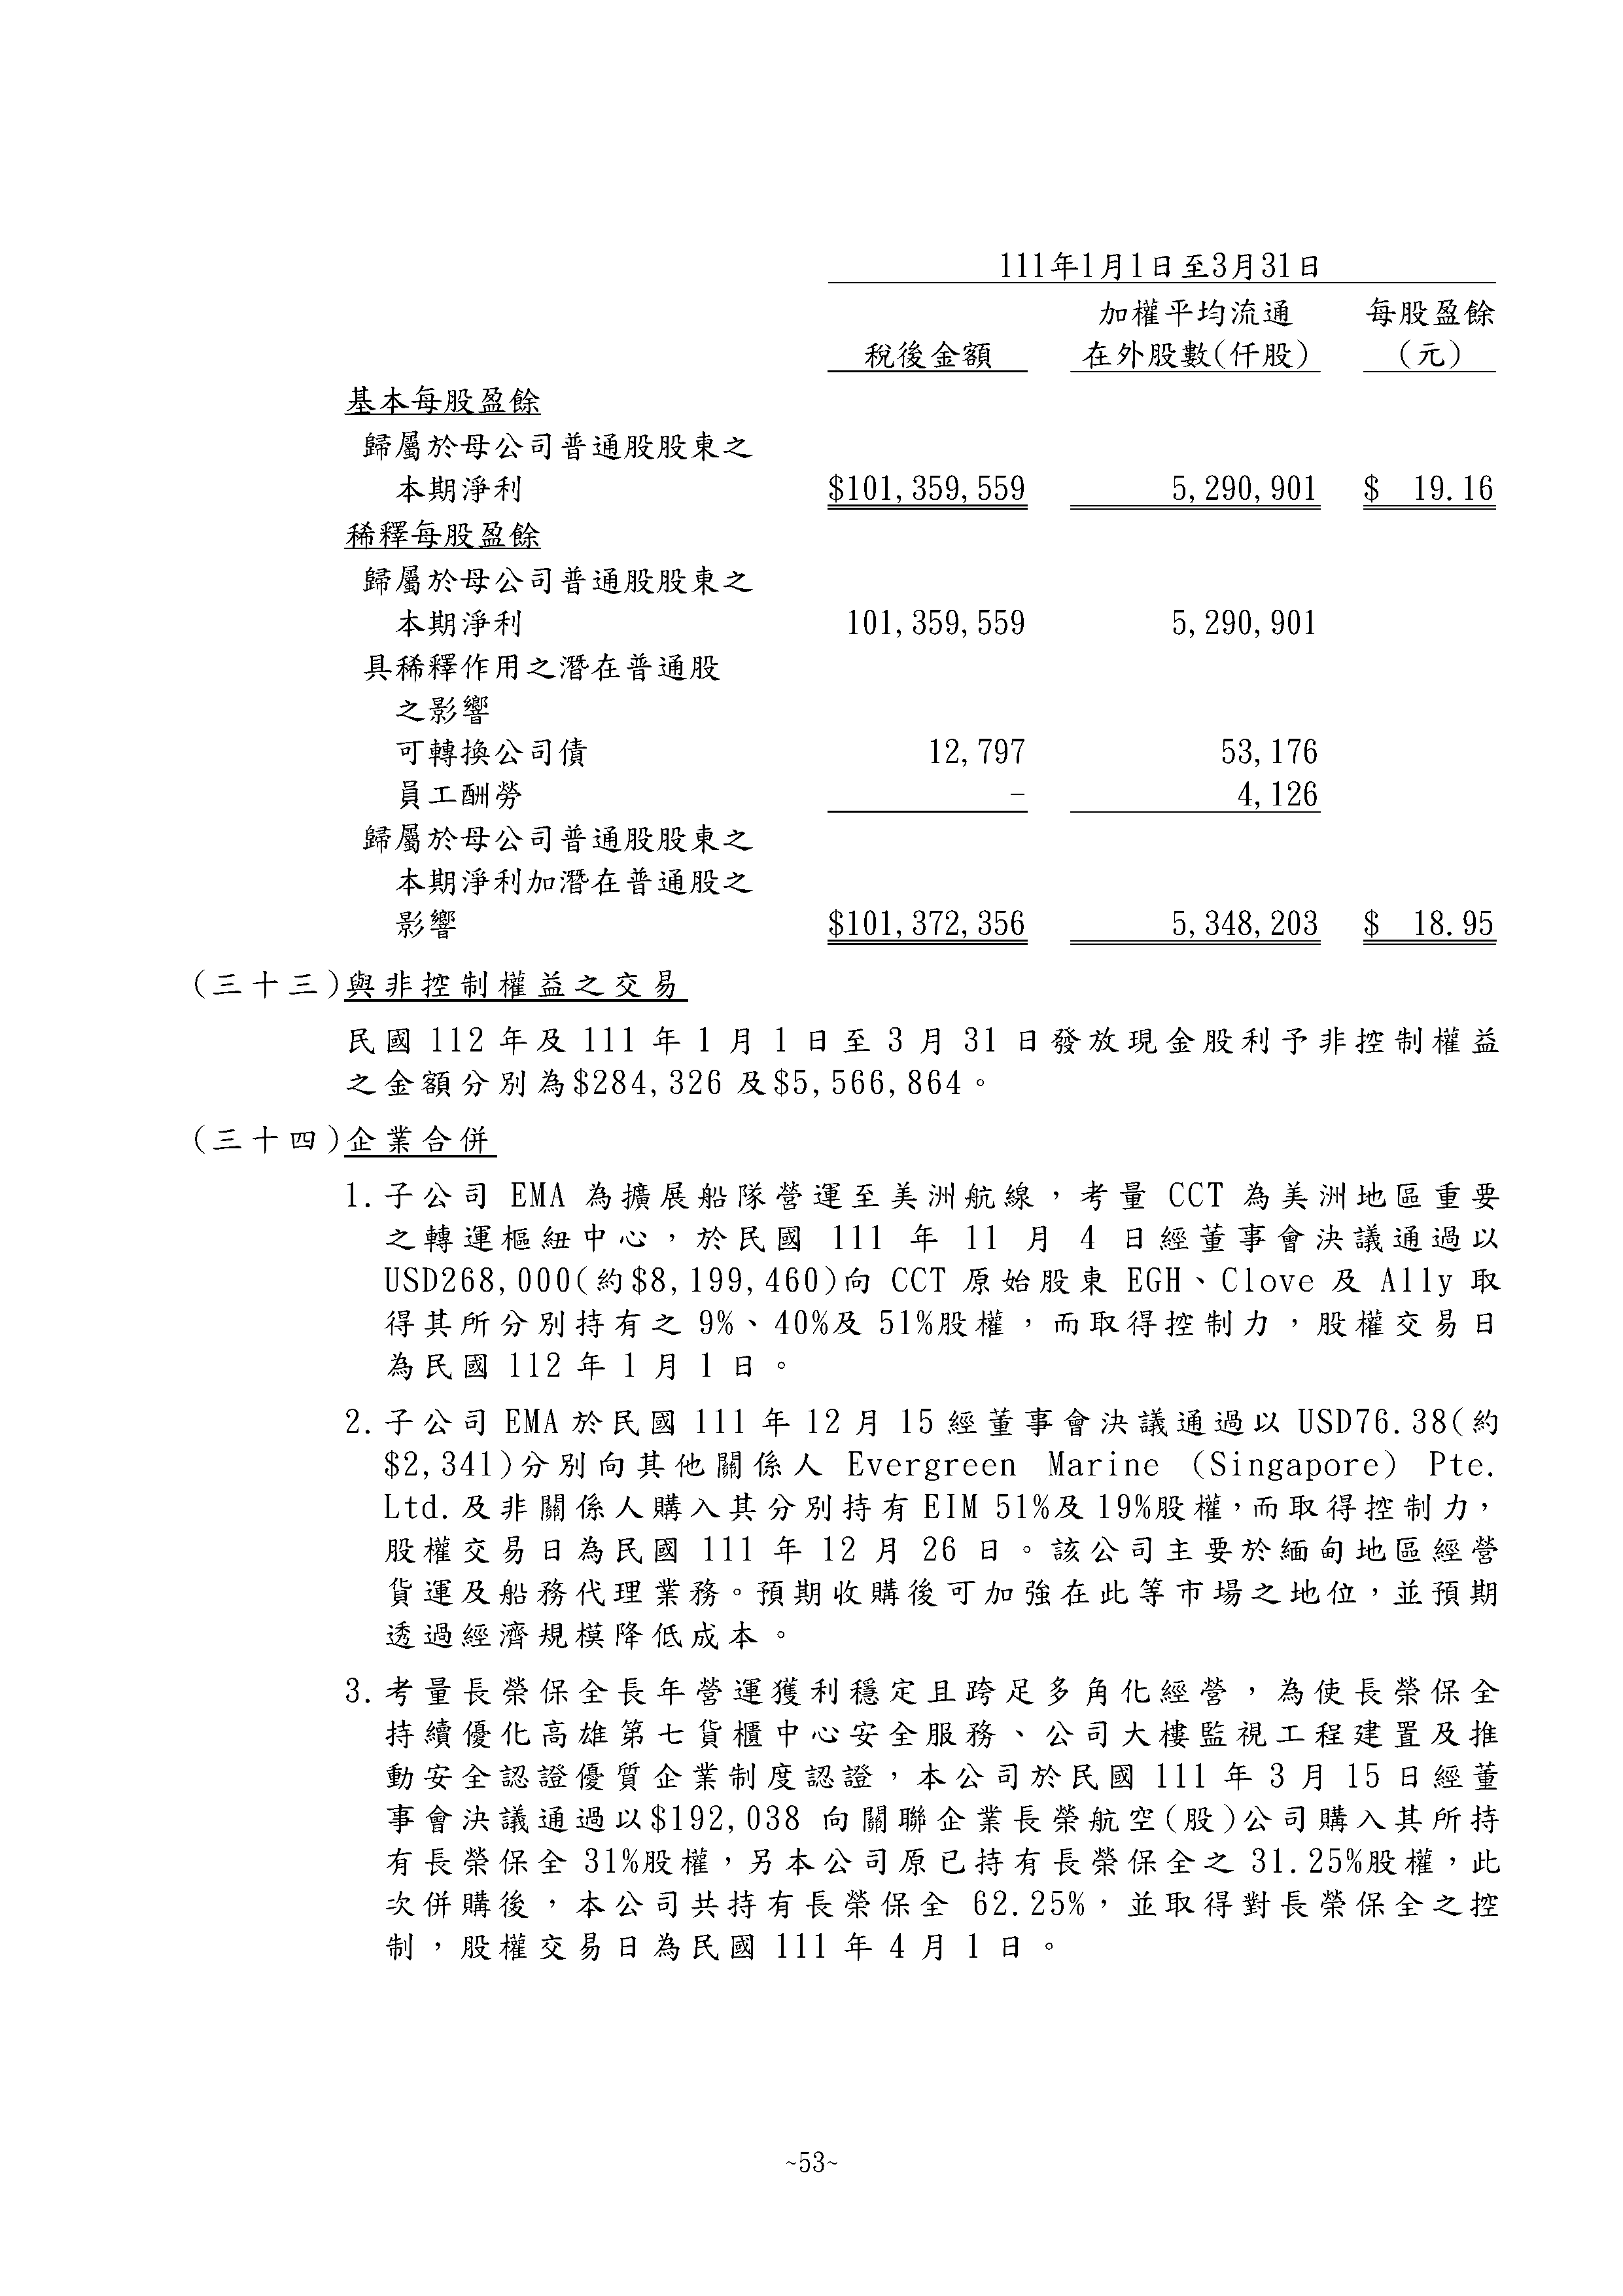 111年1月1日至3月31日
加權平均流通 每股盈餘
稅後金額 在外股數(仟股) (元)
基本每股盈餘
歸屬於母公司普通股股東之
本期淨利 $101,359,559 5,290,901 $ 19.16
稀釋每股盈餘
歸屬於母公司普通股股東之
本期淨利 101,359,559 5,290,901
具稀釋作用之潛在普通股
之影響
可轉換公司債 12,797 53,176
員工酬勞 - 4,126
歸屬於母公司普通股股東之
本期淨利加潛在普通股之
影響 $101,372,356 5,348,203 $ 18.95
(三十三)與非控制權益之交易
民國 112 年及 111 年 1 月 1 日至 3 月 31 日發放現金股利予非控制權益
之金額分別為$284,326 及$5,566,864。
(三十四)企業合併
1.子公司 EMA 為擴展船隊營運至美洲航線，考量 CCT 為美洲地區重要
之轉運樞紐中心，於民國 111 年 11 月 4 日經董事會決議通過以
USD268,000(約$8,199,460)向 CCT 原始股東 EGH、Clove 及 Ally 取
得其所分別持有之 9%、40%及 51%股權，而取得控制力，股權交易日
為民國 112 年 1 月 1 日。
2.子公司 EMA 於民國 111 年 12 月 15 經董事會決議通過以 USD76.38(約
$2,341)分別向其他關係人 Evergreen Marine (Singapore) Pte.
Ltd.及非關係人購入其分別持有 EIM 51%及 19%股權，而取得控制力，
股權交易日為民國 111 年 12 月 26 日。該公司主要於緬甸地區經營
貨運及船務代理業務。預期收購後可加強在此等市場之地位，並預期
透過經濟規模降低成本。
3.考量長榮保全長年營運獲利穩定且跨足多角化經營，為使長榮保全
持續優化高雄第七貨櫃中心安全服務、公司大樓監視工程建置及推
動安全認證優質企業制度認證，本公司於民國 111 年 3 月 15 日經董
事會決議通過以$192,038 向關聯企業長榮航空(股)公司購入其所持
有長榮保全 31%股權，另本公司原已持有長榮保全之 31.25%股權，此
次併購後，本公司共持有長榮保全 62.25%，並取得對長榮保全之控
制，股權交易日為民國 111 年 4 月 1 日。
~53~